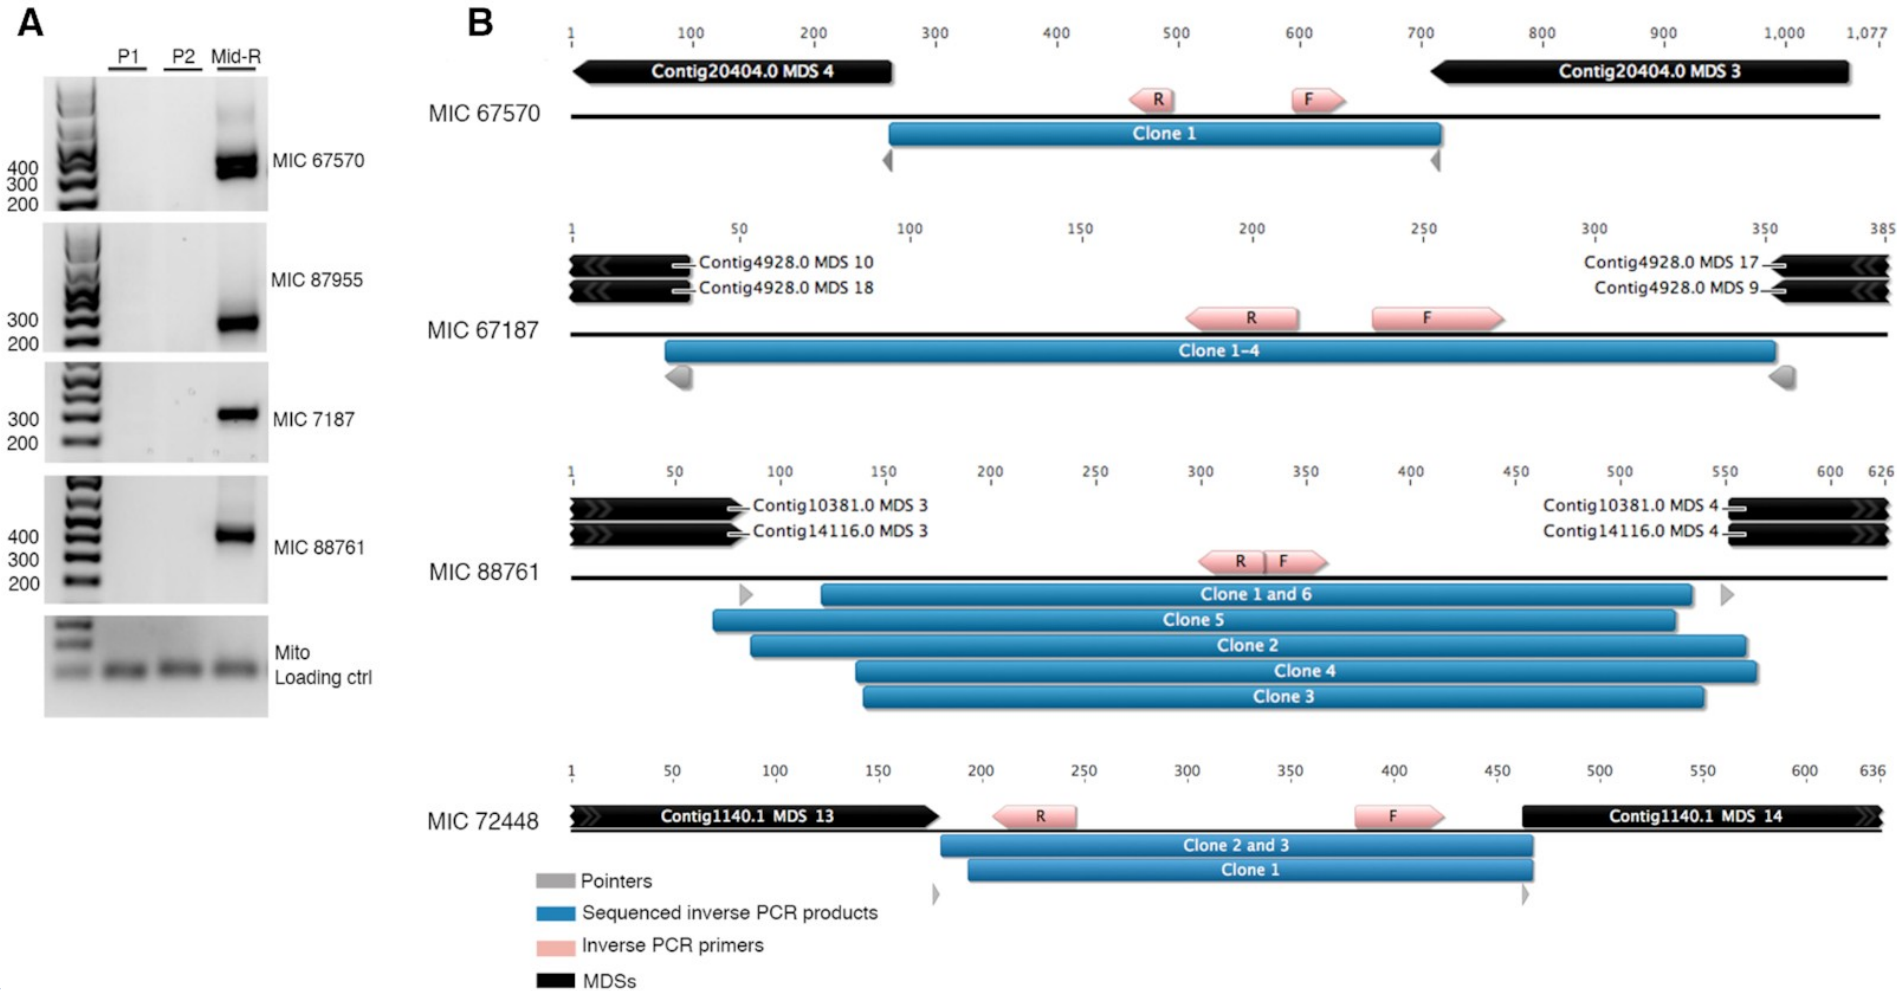 A
P1 P2 Mid-R
400
300
200
MIC 67570
300
200
MIC 87955
300
200
MIC 7187
400
300
200
MIC 88761
Mito
Loading ctrl
B
1 100 200 300 400 500 600 700 800 900 1,000 1,077
Contig20404.0 MDS 4 Contig20404.0 MDS 3
R F
MIC 67570
Clone 1
1 50 100 150 200 250 300 350 385
Contig4928.0 MDS 10 Contig4928.0 MDS 17
Contig4928.0 MDS 18 Contig4928.0 MDS 9
R F
MIC 67187
Clone 1-4
1 50 100 150 200 250 300 350 400 450 500 550 600 626
Contig10381.0 MDS 3 Contig10381.0 MDS 4
Contig14116.0 MDS 3 Contig14116.0 MDS 4
R F
MIC 88761
Clone 1 and 6
Clone 5
Clone 2
Clone 4
Clone 3
1 50 100 150 200 250 300 350 400 450 500 550 600 636
MIC 72448
Contig1140.1 MDS 13 R F Contig1140.1 MDS 14
Clone 2 and 3
Clone 1
Pointers
Sequenced inverse PCR products
Inverse PCR primers
MDSs